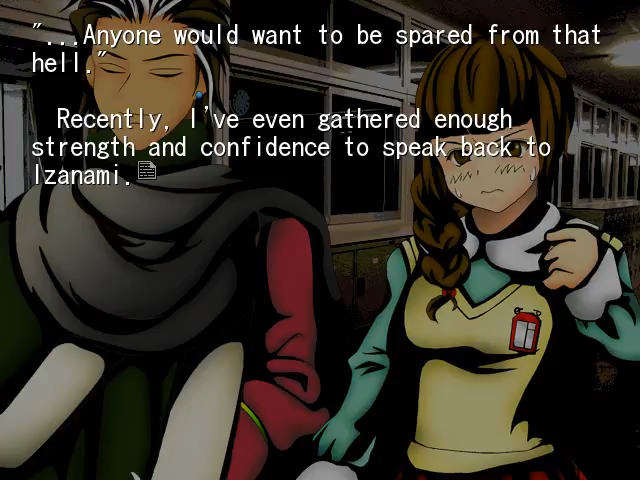 "...Anyone would want to be spared from that
hell."
Recently, I've even gathered enough
strength and confidence to speak back to
Izanami.